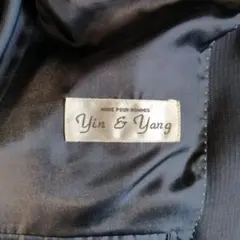 MODE POUR HOMMES
Yin & Yang